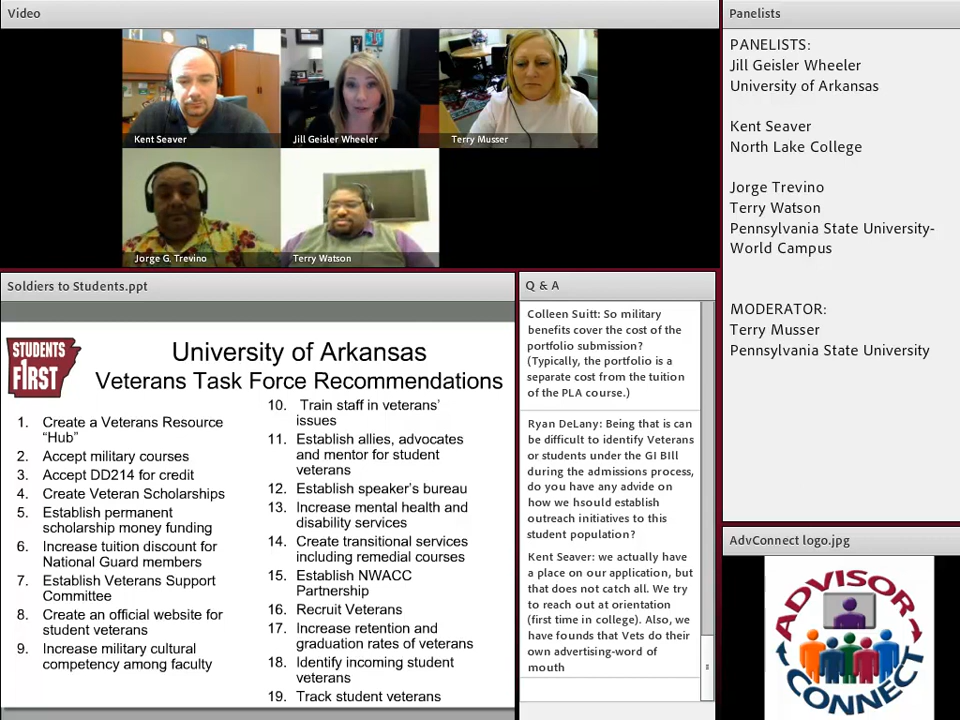 Video
Kent Seaver
Jill Geisler Wheeler
Terry Musser
Jorge G. Trevino
Terry Watson
Soldiers to Students.ppt
STUDENTS
FIRST
University of Arkansas
Veterans Task Force Recommendations
1. Create a Veterans Resource
“Hub”
2. Accept military courses
3. Accept DD214 for credit
4. Create Veteran Scholarships
5. Establish permanent
scholarship money funding
6. Increase tuition discount for
National Guard members
7. Establish Veterans Support
Committee
8. Create an official website for
student veterans
9. Increase military cultural
competency among faculty
10. Train staff in veterans’
issues
11. Establish allies, advocates
and mentor for student
veterans
12. Establish speaker’s bureau
13. Increase mental health and
disability services
14. Create transitional services
including remedial courses
15. Establish NWACC
Partnership
16. Recruit Veterans
17. Increase retention and
graduation rates of veterans
18. Identify incoming student
veterans
19. Track student veterans
Q & A
Colleen Suitt: So military
benefits cover the cost of the
portfolio submission?
(Typically, the portfolio is a
separate cost from the tuition
of the PLA course.)
Ryan DeLany: Being that is can
be difficult to identify Veterans
or students under the GI BIll
during the admissions process,
do you have any advide on
how we hsould establish
outreach initiatives to this
student population?
Kent Seaver: we actually have
a place on our application, but
that does not catch all. We try
to reach out at orientation
(first time in college). Also, we
have founds that Vets do their
own advertising-word of
mouth
Panelists
PANELISTS:
Jill Geisler Wheeler
University of Arkansas
Kent Seaver
North Lake College
Jorge Trevino
Terry Watson
Pennsylvania State University-
World Campus
MODERATOR:
Terry Musser
Pennsylvania State University
AdvConnect logo.jpg
ADVISOR
CONNECT